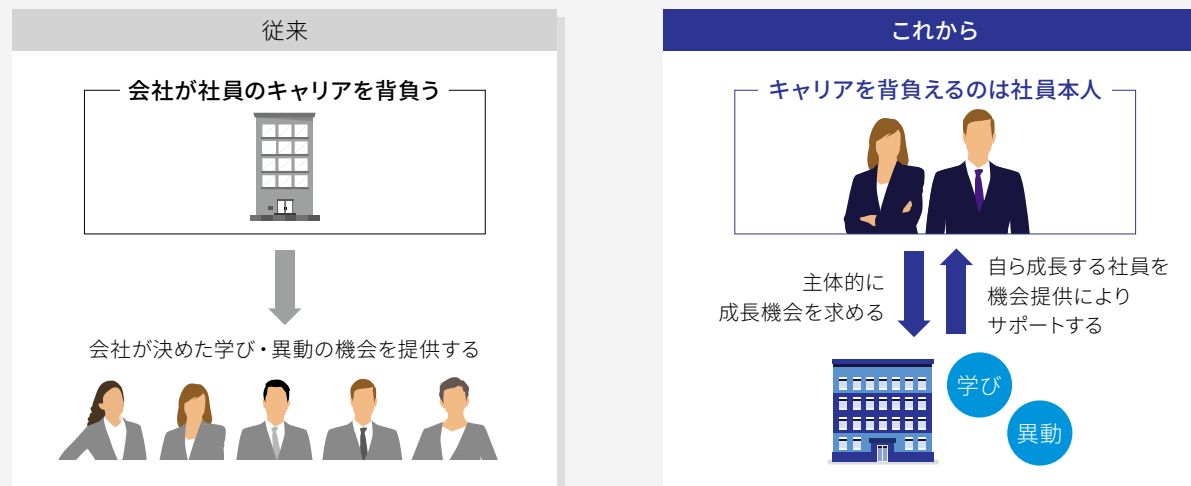 従来
会社が社員のキャリアを背負う
会社が決めた学び・異動の機会を提供する
これから
キャリアを背負えるのは社員本人
主体的に
成長機会を求める
自ら成長する社員を
機会提供により
サポートする
学び
異動